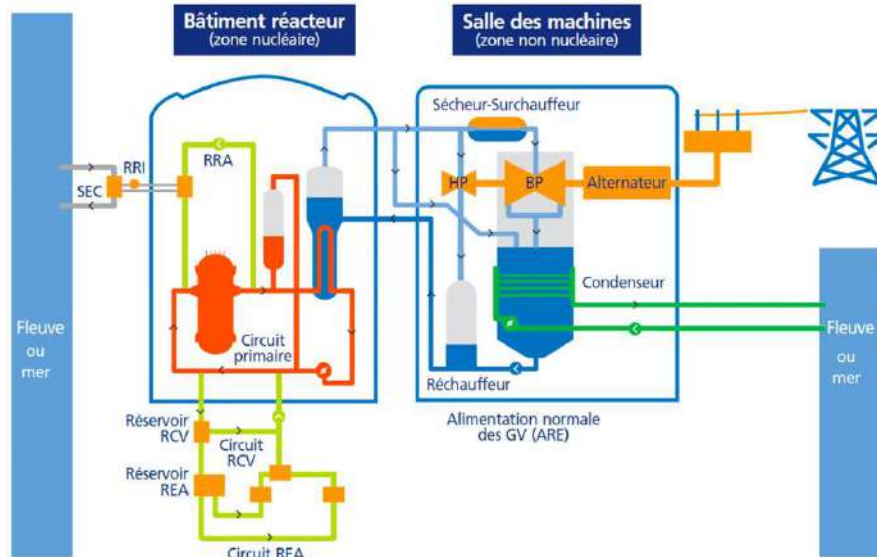 Bâtiment réacteur
(zone nucléaire)
Salle des machines
(zone non nucléaire)
Sécheur-Surchauffeur
RRI
RRA
SEC
HP
BP
Alternateur
Condenseur
Fleuve
ou
mer
Circuit
primaire
Fleuve
ou
mer
Réchauffeur
Réservoir
RCV
Circuit
RCV
Alimentation normale
des GV (ARE)
Réservoir
REA
Circuit REA